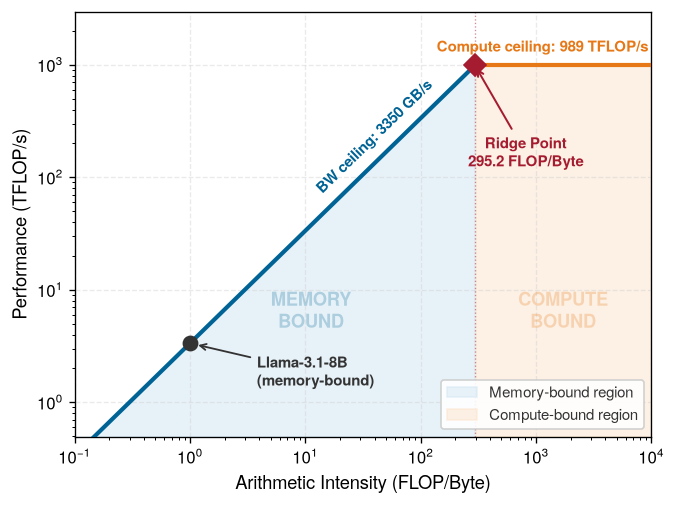 Compute ceiling: 989 TFLOP/s
BW ceiling: 3350 GB/s
Ridge Point
295.2 FLOP/Byte
MEMORY
BOUND
COMPUTE
BOUND
Llama-3.1-8B
(memory-bound)
Memory-bound region
Compute-bound region
Performance (TFLOP/s)
10³
10²
10¹
10⁰
10⁻¹
10⁰
10¹
10²
10³
10⁴
Arithmetic Intensity (FLOP/Byte)